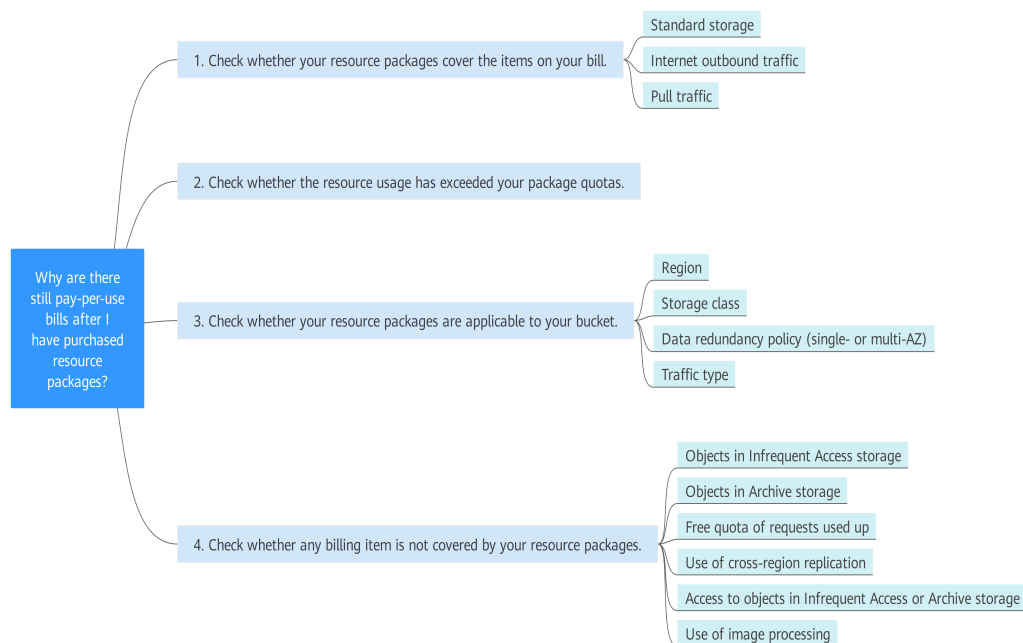 Why are there
still pay-per-use
bills after I
have purchased
resource
packages?
1. Check whether your resource packages cover the items on your bill.
Standard storage
Internet outbound traffic
Pull traffic
2. Check whether the resource usage has exceeded your package quotas.
3. Check whether your resource packages are applicable to your bucket.
Region
Storage class
Data redundancy policy (single- or multi-AZ)
Traffic type
4. Check whether any billing item is not covered by your resource packages.
Objects in Infrequent Access storage
Objects in Archive storage
Free quota of requests used up
Use of cross-region replication
Access to objects in Infrequent Access or Archive storage
Use of image processing